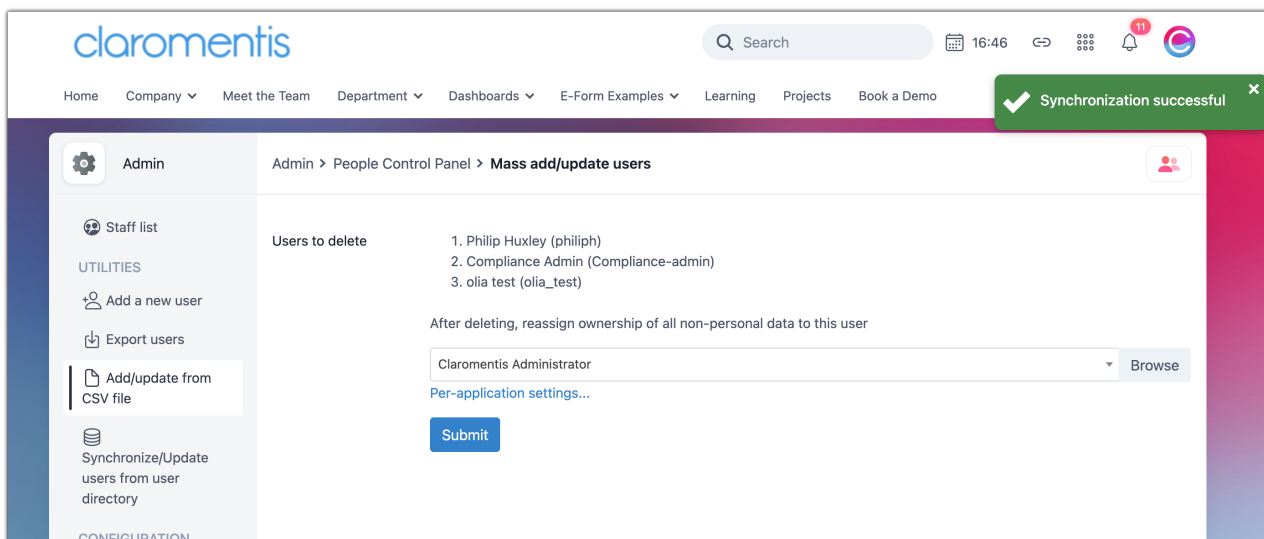 claromentis
Search
16:46
11
Home Company Meet the Team Department Dashboards E-Form Examples Learning Projects Book a Demo
Synchronization successful
Admin
Admin > People Control Panel > Mass add/update users
Staff list
UTILITIES
Add a new user
Export users
Add/update from
CSV file
Synchronize/Update
users from user
directory
CONFIGURATION
Users to delete
1. Philip Huxley (philiph)
2. Compliance Admin (Compliance-admin)
3. olia test (olia_test)
After deleting, reassign ownership of all non-personal data to this user
Claromentis Administrator
Browse
Per-application settings...
Submit